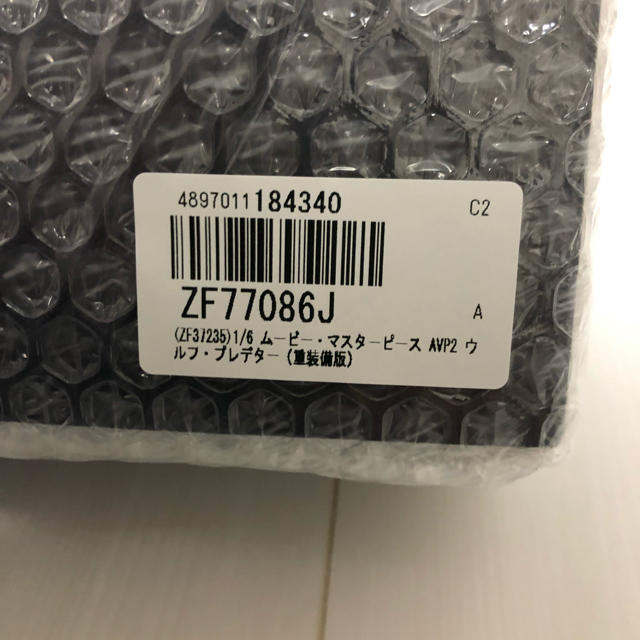 4897011184340 C2
ZF77086J A
(ZF37235)1/6 ムービー・マスターピース AVP2 ウ
ルフ・プレデター (重装備版)